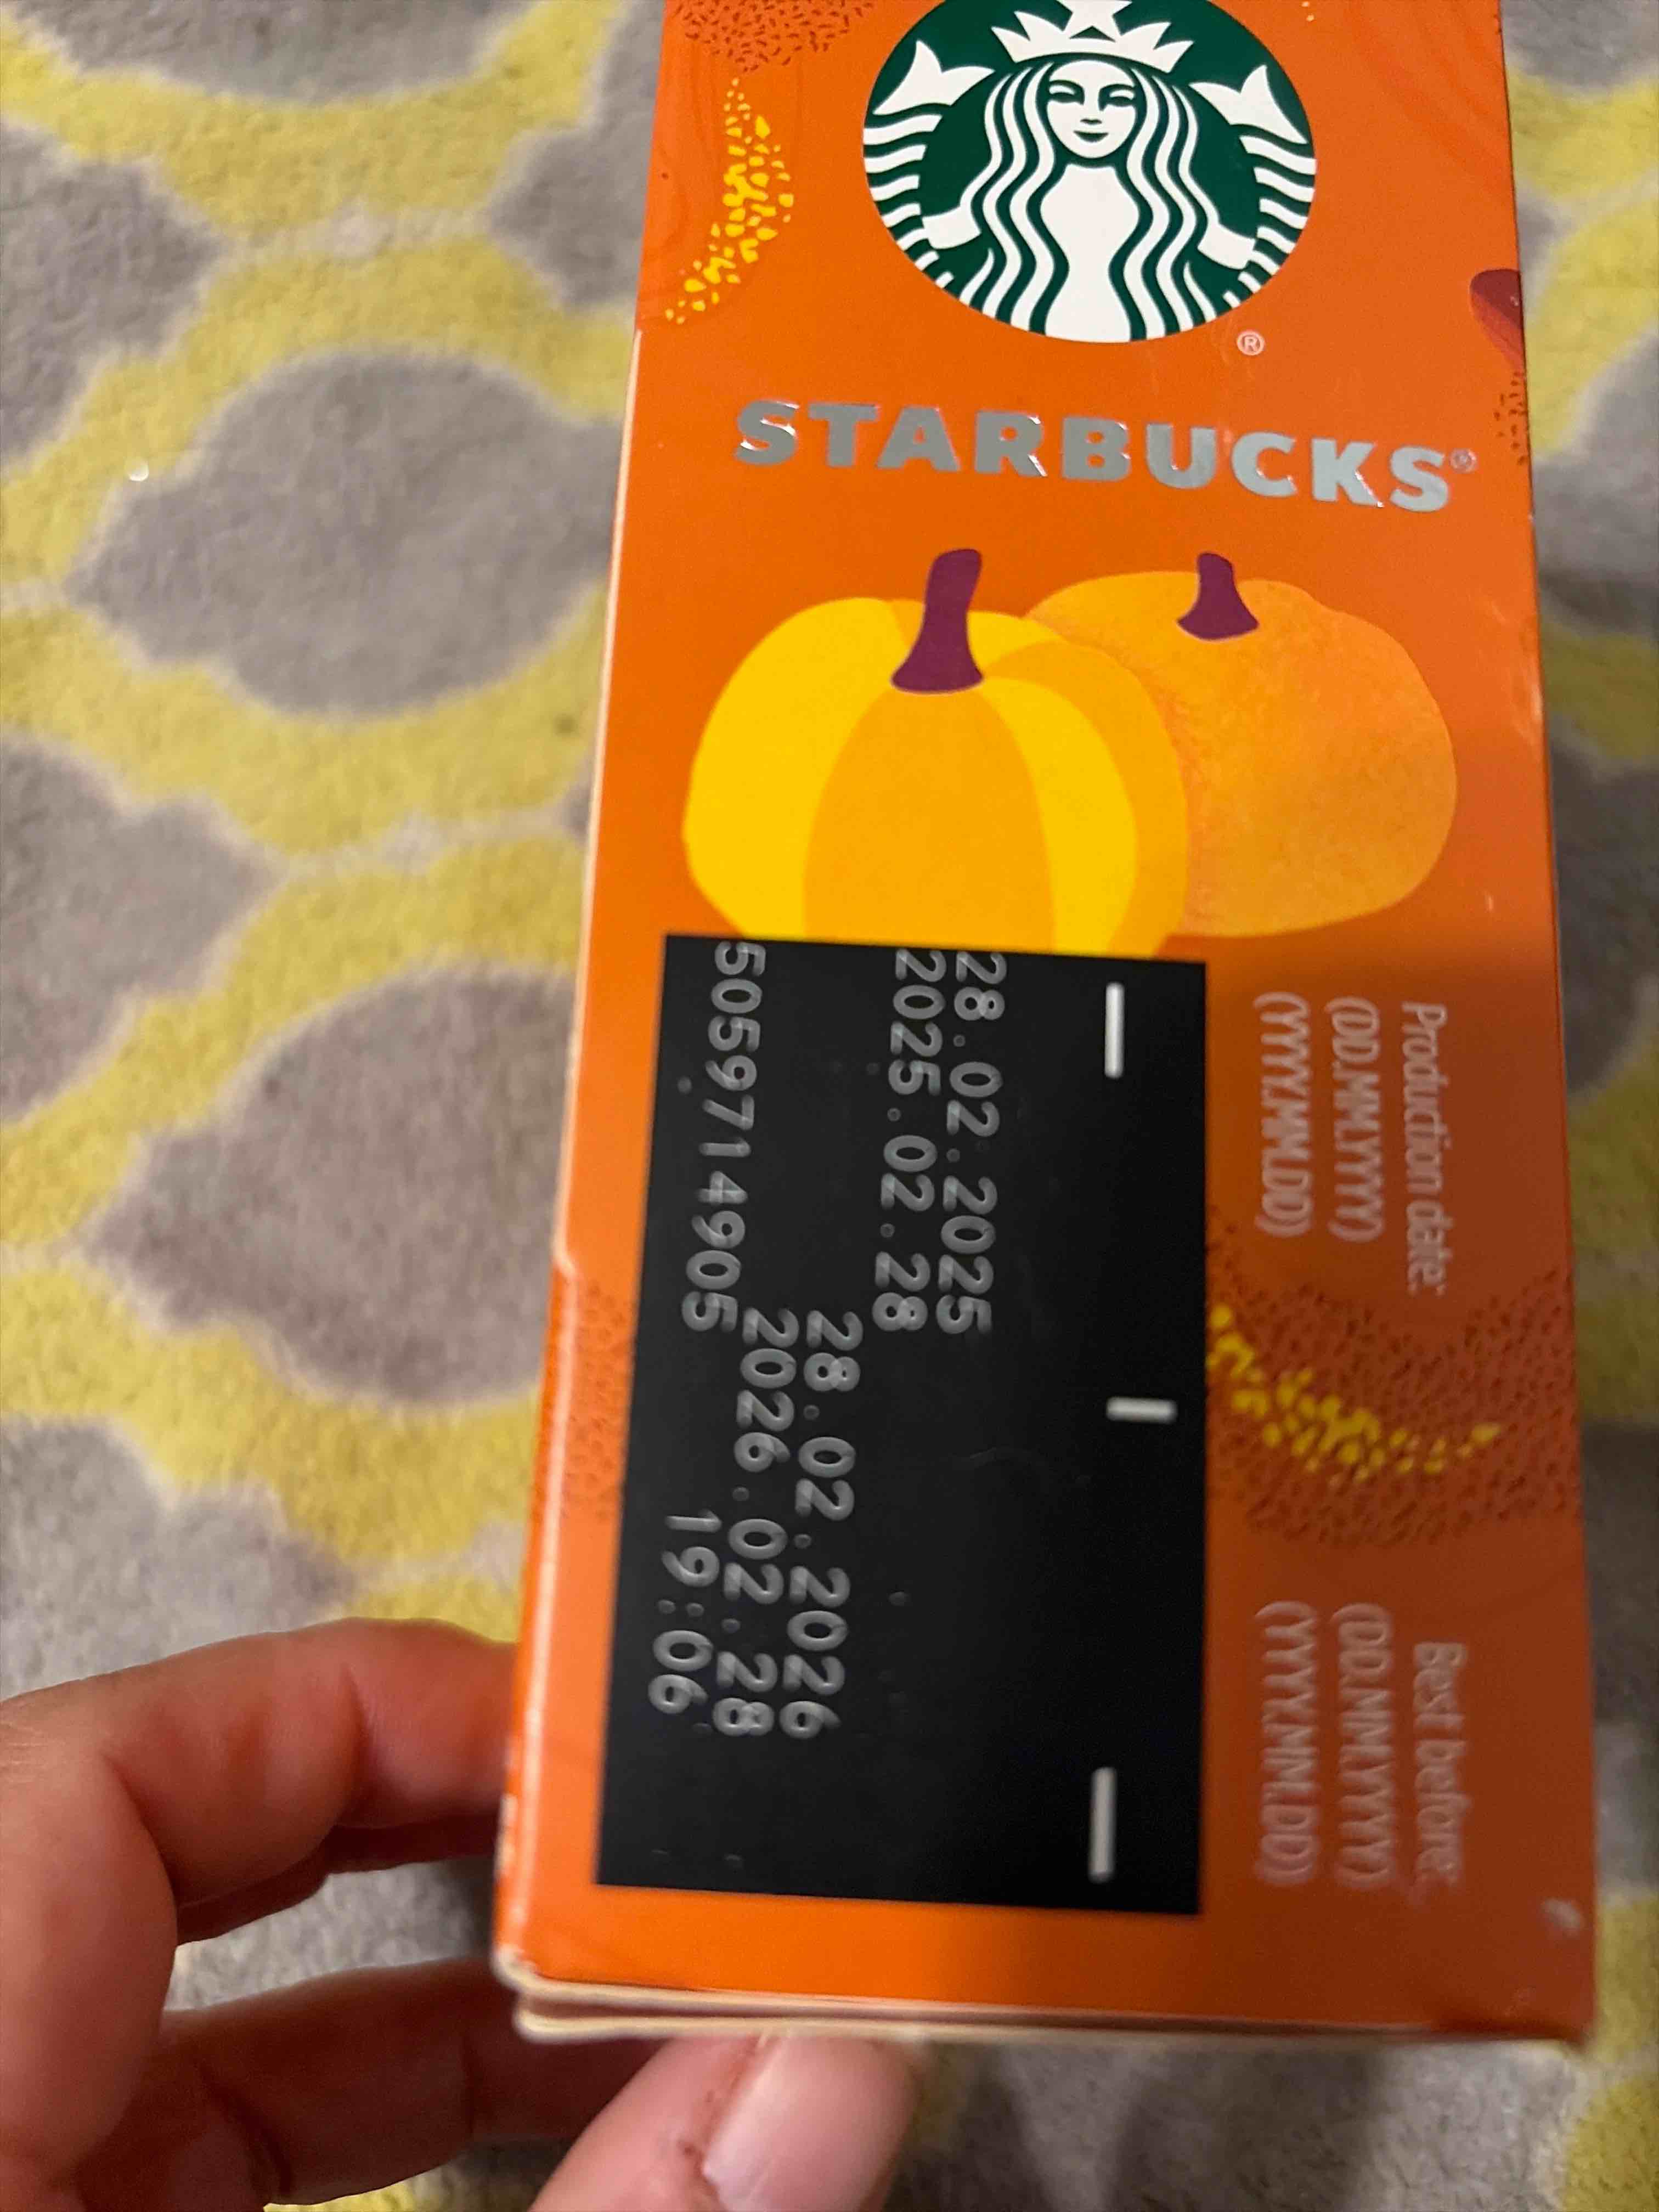 STARBUCKS®
®
Production date:
(DD.MM.YYYY)
(YYYY.MM.DD)
Best before:
(DD.MM.YYYY)
(YYYY.MM.DD)
28.02.2025
2025.02.28
28.02.2026
2026.02.28
5059714905
19:06